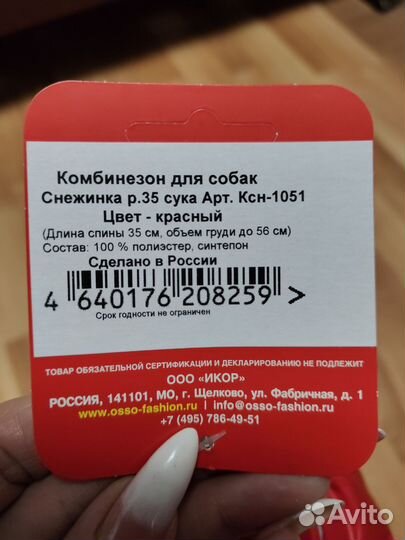 Комбинезон для собак
Снежинка р.35 сука Арт. Ксн-1051
Цвет - красный
(Длина спины 35 см, объем груди до 56 см)
Состав: 100 % полиэстер, синтепон
Сделано в России
4 640176 208259 >
Срок годности не ограничен
ТОВАР ОБЯЗАТЕЛЬНОЙ СЕРТИФИКАЦИИ И ДЕКЛАРИРОВАНИЮ НЕ ПОДЛЕЖИТ
ООО «ИКОР»
РОССИЯ, 141101, МО, г. Щелково, ул. Фабричная, д. 1
www.osso-fashion.ru | info@osso-fashion.ru
+7 (495) 786-49-51
Avito